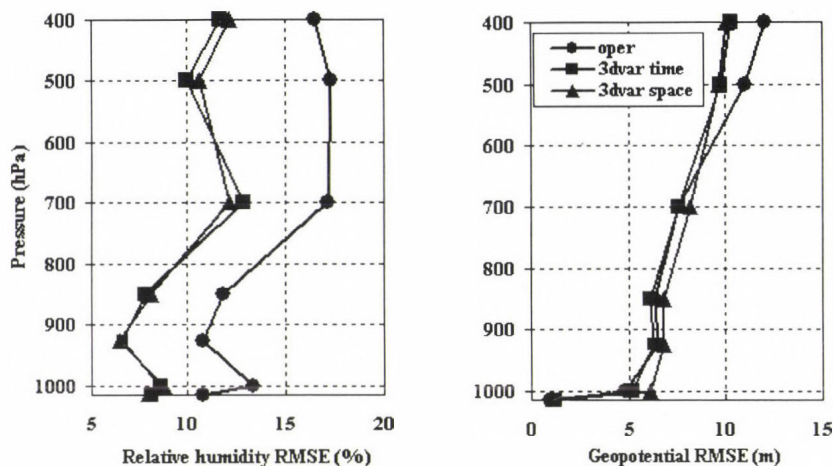 400
500
600
700
800
900
1000
Pressure (hPa)
5 10 15 20
Relative humidity RMSE (%)
400
500
600
700
800
900
1000
oper
3dvar time
3dvar space
0 5 10 15
Geopotential RMSE (m)